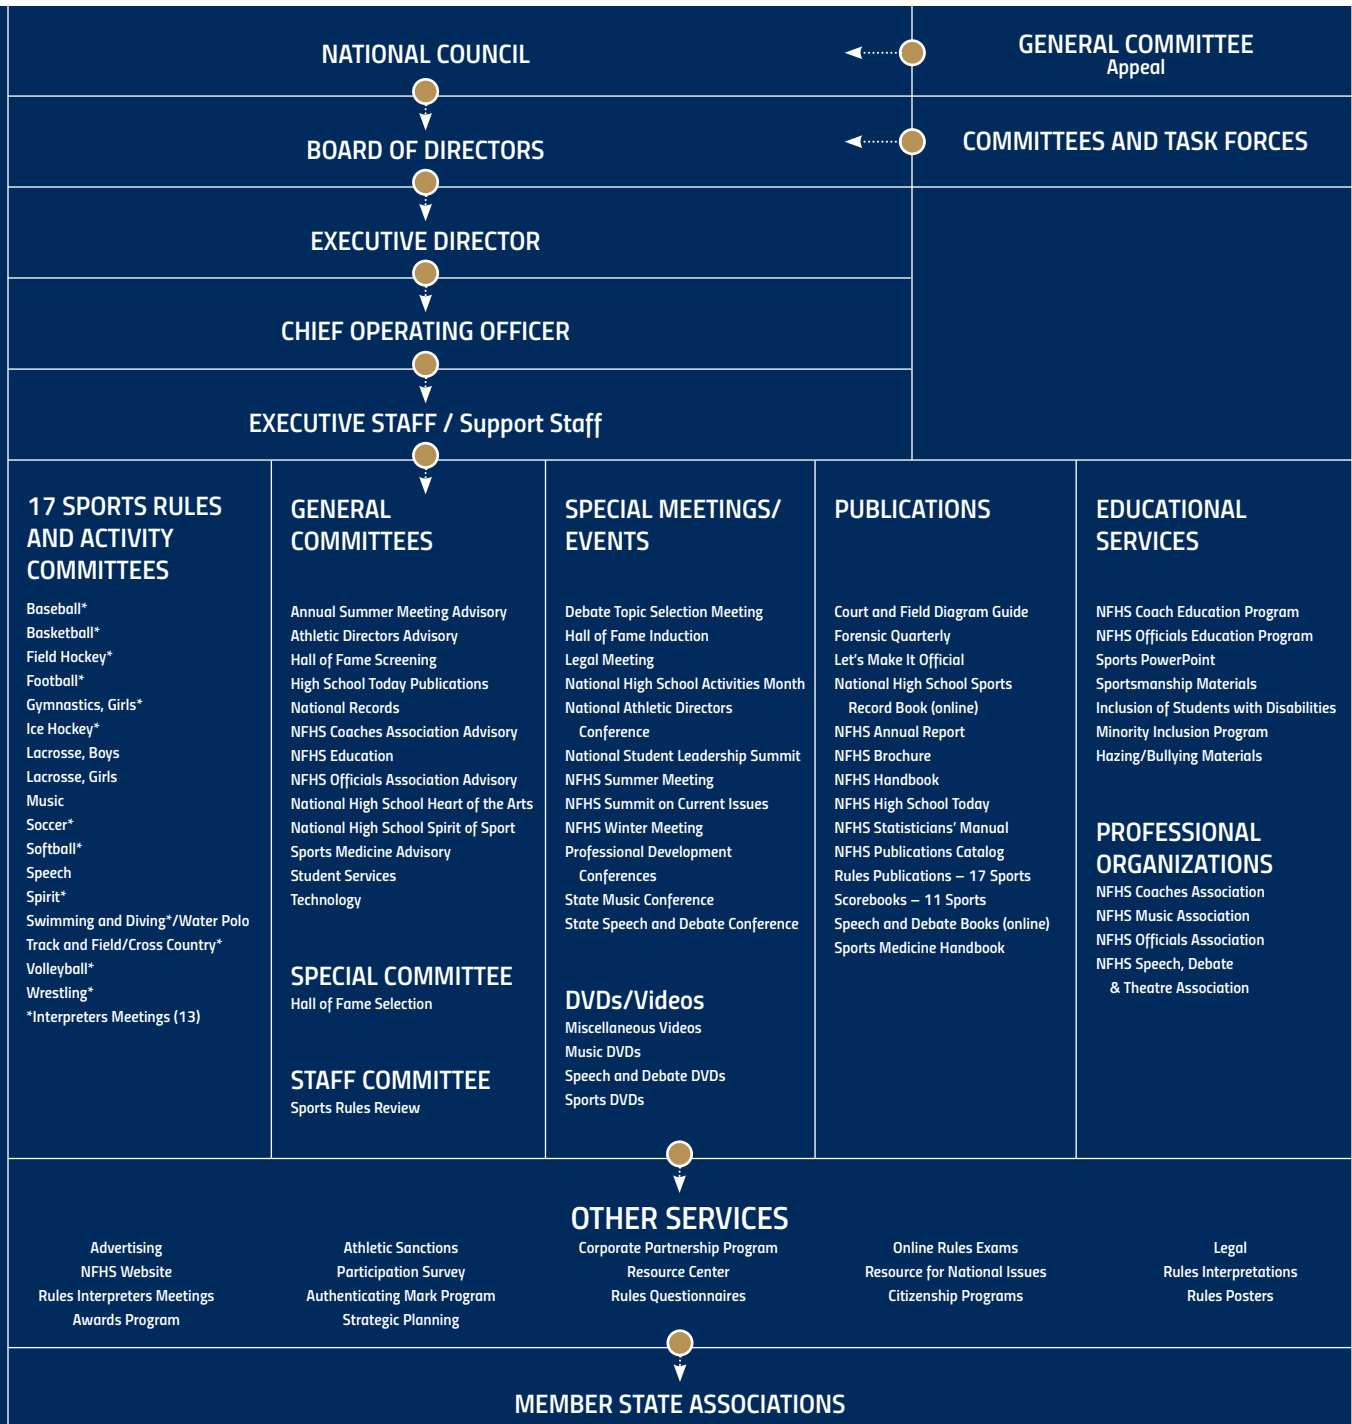 NATIONAL COUNCIL
GENERAL COMMITTEE
Appeal
BOARD OF DIRECTORS
COMMITTEES AND TASK FORCES
EXECUTIVE DIRECTOR
CHIEF OPERATING OFFICER
EXECUTIVE STAFF / Support Staff
17 SPORTS RULES
AND ACTIVITY
COMMITTEES
Baseball*
Basketball*
Field Hockey*
Football*
Gymnastics, Girls*
Ice Hockey*
Lacrosse, Boys
Lacrosse, Girls
Music
Soccer*
Softball*
Speech
Spirit*
Swimming and Diving*/Water Polo
Track and Field/Cross Country*
Volleyball*
Wrestling*
*Interpreters Meetings (13)
GENERAL
COMMITTEES
Annual Summer Meeting Advisory
Athletic Directors Advisory
Hall of Fame Screening
High School Today Publications
National Records
NFHS Coaches Association Advisory
NFHS Education
NFHS Officials Association Advisory
National High School Heart of the Arts
National High School Spirit of Sport
Sports Medicine Advisory
Student Services
Technology
SPECIAL COMMITTEE
Hall of Fame Selection
STAFF COMMITTEE
Sports Rules Review
SPECIAL MEETINGS/
EVENTS
Debate Topic Selection Meeting
Hall of Fame Induction
Legal Meeting
National High School Activities Month
National Athletic Directors
Conference
National Student Leadership Summit
NFHS Summer Meeting
NFHS Summit on Current Issues
NFHS Winter Meeting
Professional Development
Conferences
State Music Conference
State Speech and Debate Conference
DVDs/Videos
Miscellaneous Videos
Music DVDs
Speech and Debate DVDs
Sports DVDs
PUBLICATIONS
Court and Field Diagram Guide
Forensic Quarterly
Let's Make It Official
National High School Sports
Record Book (online)
NFHS Annual Report
NFHS Brochure
NFHS Handbook
NFHS High School Today
NFHS Statisticians' Manual
NFHS Publications Catalog
Rules Publications – 17 Sports
Scorebooks – 11 Sports
Speech and Debate Books (online)
Sports Medicine Handbook
EDUCATIONAL
SERVICES
NFHS Coach Education Program
NFHS Officials Education Program
Sports PowerPoint
Sportsmanship Materials
Inclusion of Students with Disabilities
Minority Inclusion Program
Hazing/Bullying Materials
PROFESSIONAL
ORGANIZATIONS
NFHS Coaches Association
NFHS Music Association
NFHS Officials Association
NFHS Speech, Debate
& Theatre Association
OTHER SERVICES
Advertising
NFHS Website
Rules Interpreters Meetings
Awards Program
Athletic Sanctions
Participation Survey
Authenticating Mark Program
Strategic Planning
Corporate Partnership Program
Resource Center
Rules Questionnaires
Online Rules Exams
Resource for National Issues
Citizenship Programs
Legal
Rules Interpretations
Rules Posters
MEMBER STATE ASSOCIATIONS